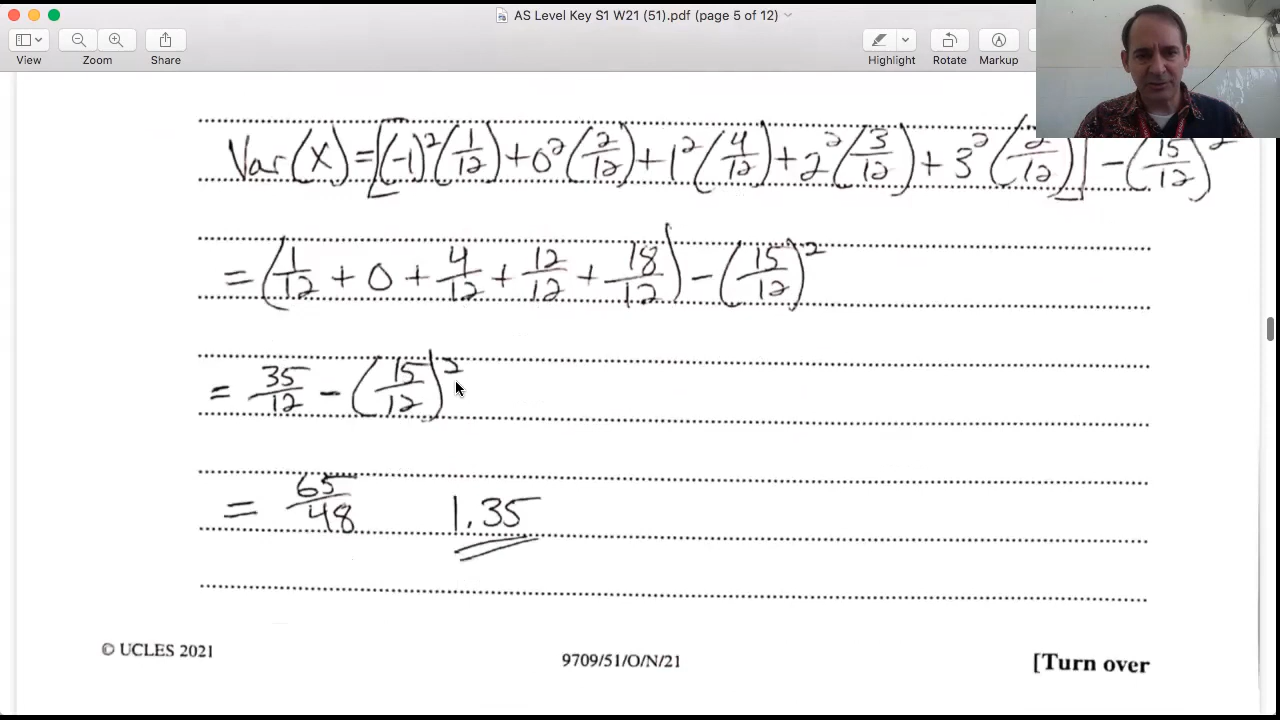 AS Level Key S1 W21 (51).pdf (page 5 of 12)
View Zoom Share Highlight Rotate Markup
Var(X)=[(-1)²(1/12)+0²(2/12)+1²(4/12)+2²(3/12)+3²(2/12)]-(15/12)²
=(1/12+0+4/12+12/12+18/12)-(15/12)²
=35/12-(15/12)²
=65/48 1.35
© UCLES 2021 9709/51/O/N/21 [Turn over